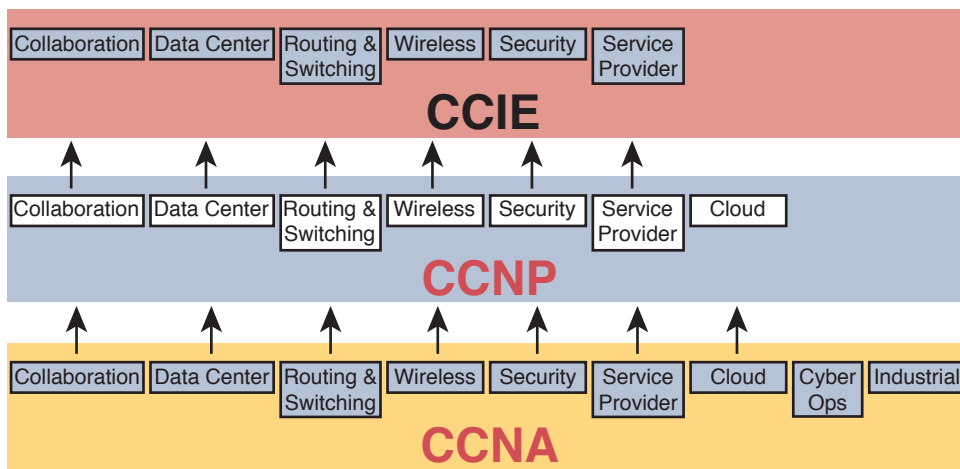 Collaboration Data Center Routing & Wireless Security Service
Switching Provider
CCIE
Collaboration Data Center Routing & Wireless Security Service Cloud
Switching Provider
CCNP
Collaboration Data Center Routing & Wireless Security Service Cloud Cyber Industrial
Switching Provider Ops
CCNA